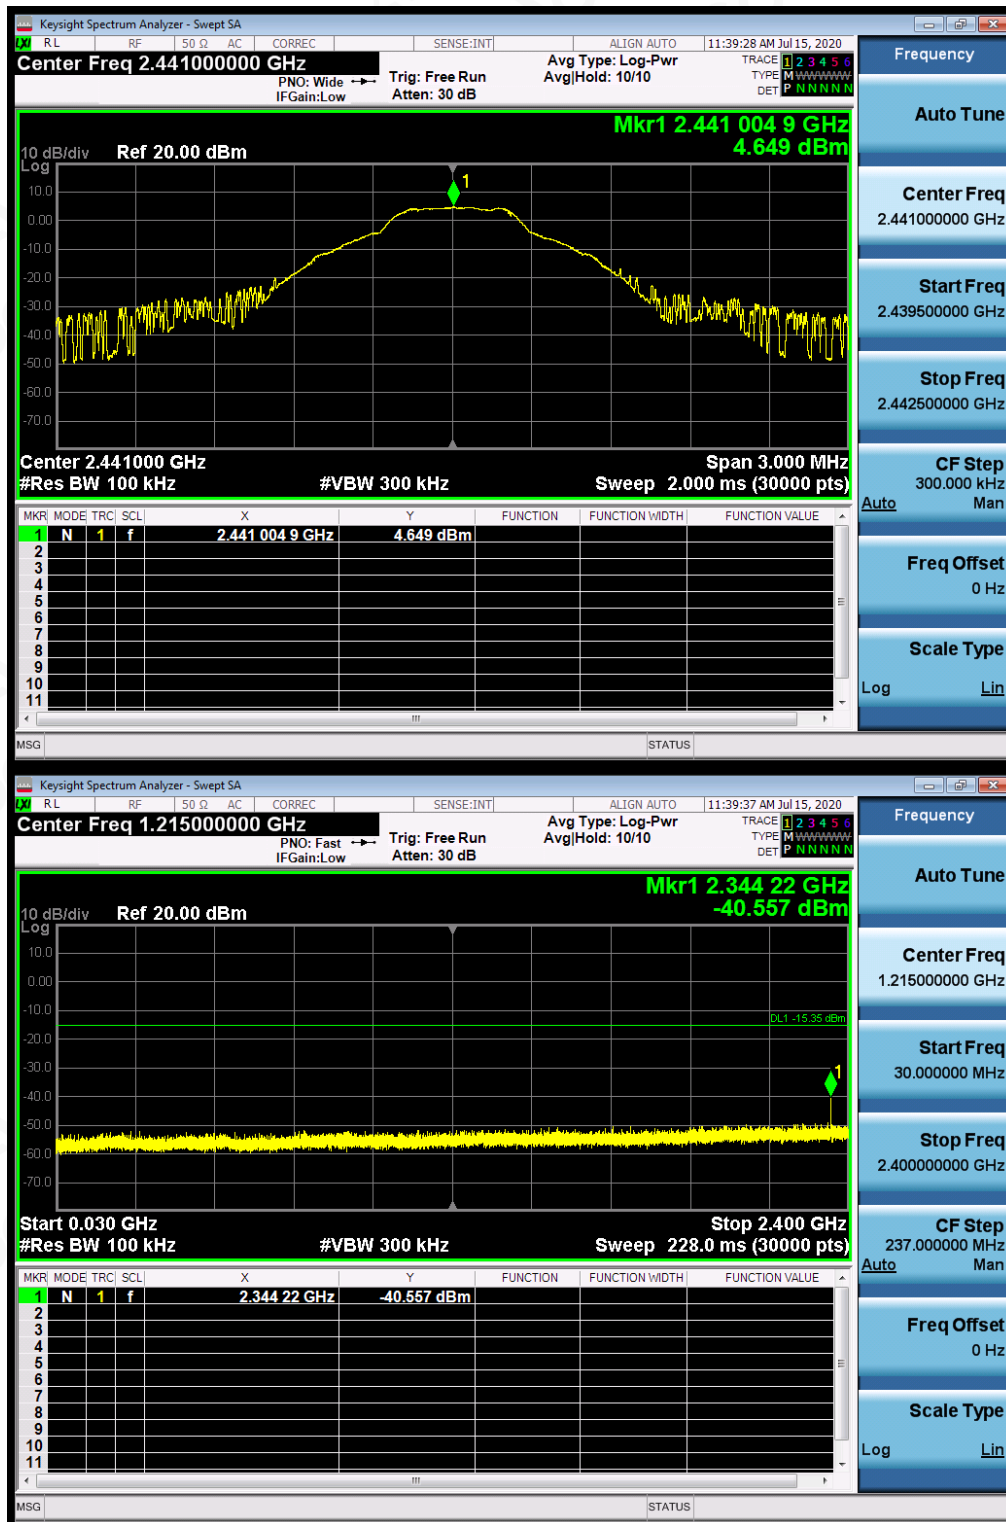 Keysight Spectrum Analyzer - Swept SA
LXI RL RF 50 Ω AC CORREC SENSE:INT ALIGN AUTO 11:39:28 AM Jul 15, 2020
Center Freq 2.441000000 GHz Avg Type: Log-Pwr TRACE 1 2 3 4 5 6
PNO: Wide Trig: Free Run Avg|Hold: 10/10 TYPE M WWWWW
IFGain:Low Atten: 30 dB DET P N N N N N
Mkr1 2.441 004 9 GHz
10 dB/div Ref 20.00 dBm 4.649 dBm
Log
1
10.0
0.00
-10.0
-20.0
-30.0
-40.0
-50.0
-60.0
-70.0
Center 2.441000 GHz Span 3.000 MHz
#Res BW 100 kHz #VBW 300 kHz Sweep 2.000 ms (30000 pts)
MKR MODE TRC SCL X Y FUNCTION FUNCTION WIDTH FUNCTION VALUE
1 N 1 f 2.441 004 9 GHz 4.649 dBm
2
3
4
5
6
7
8
9
10
11
MSG STATUS
Frequency
Auto Tune
Center Freq
2.441000000 GHz
Start Freq
2.439500000 GHz
Stop Freq
2.442500000 GHz
CF Step
300.000 kHz
Auto Man
Freq Offset
0 Hz
Scale Type
Log Lin
Keysight Spectrum Analyzer - Swept SA
LXI RL RF 50 Ω AC CORREC SENSE:INT ALIGN AUTO 11:39:37 AM Jul 15, 2020
Center Freq 1.215000000 GHz Avg Type: Log-Pwr TRACE 1 2 3 4 5 6
PNO: Fast Trig: Free Run Avg|Hold: 10/10 TYPE M WWWWW
IFGain:Low Atten: 30 dB DET P N N N N N
Mkr1 2.344 22 GHz
10 dB/div Ref 20.00 dBm -40.557 dBm
Log
10.0
0.00
-10.0
DL1 -15.35 dBm
-20.0
-30.0
1
-40.0
-50.0
-60.0
-70.0
Start 0.030 GHz Stop 2.400 GHz
#Res BW 100 kHz #VBW 300 kHz Sweep 228.0 ms (30000 pts)
MKR MODE TRC SCL X Y FUNCTION FUNCTION WIDTH FUNCTION VALUE
1 N 1 f 2.344 22 GHz -40.557 dBm
2
3
4
5
6
7
8
9
10
11
MSG STATUS
Frequency
Auto Tune
Center Freq
1.215000000 GHz
Start Freq
30.000000 MHz
Stop Freq
2.400000000 GHz
CF Step
237.000000 MHz
Auto Man
Freq Offset
0 Hz
Scale Type
Log Lin